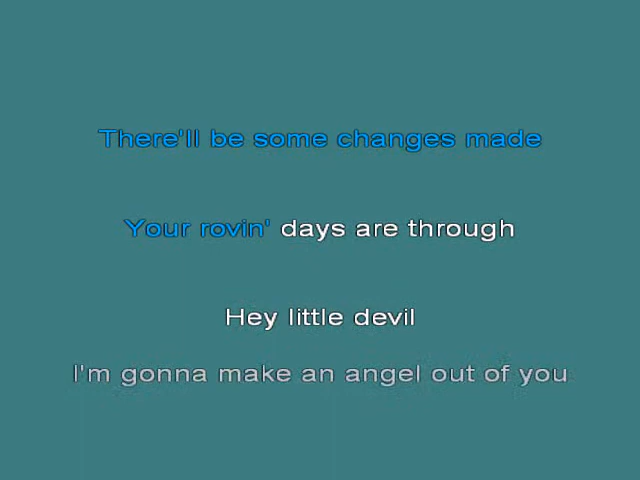 There'll be some changes made
Your rovin' days are through
Hey little devil
I'm gonna make an angel out of you